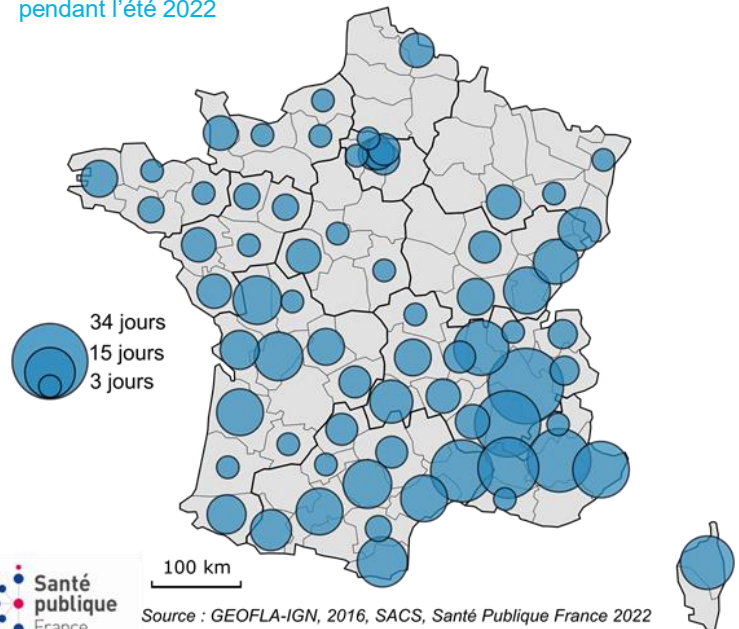 pendant l'été 2022
34 jours
15 jours
3 jours
100 km
Santé
publique
France
Source : GEOFLA-IGN, 2016, SACS, Santé Publique France 2022